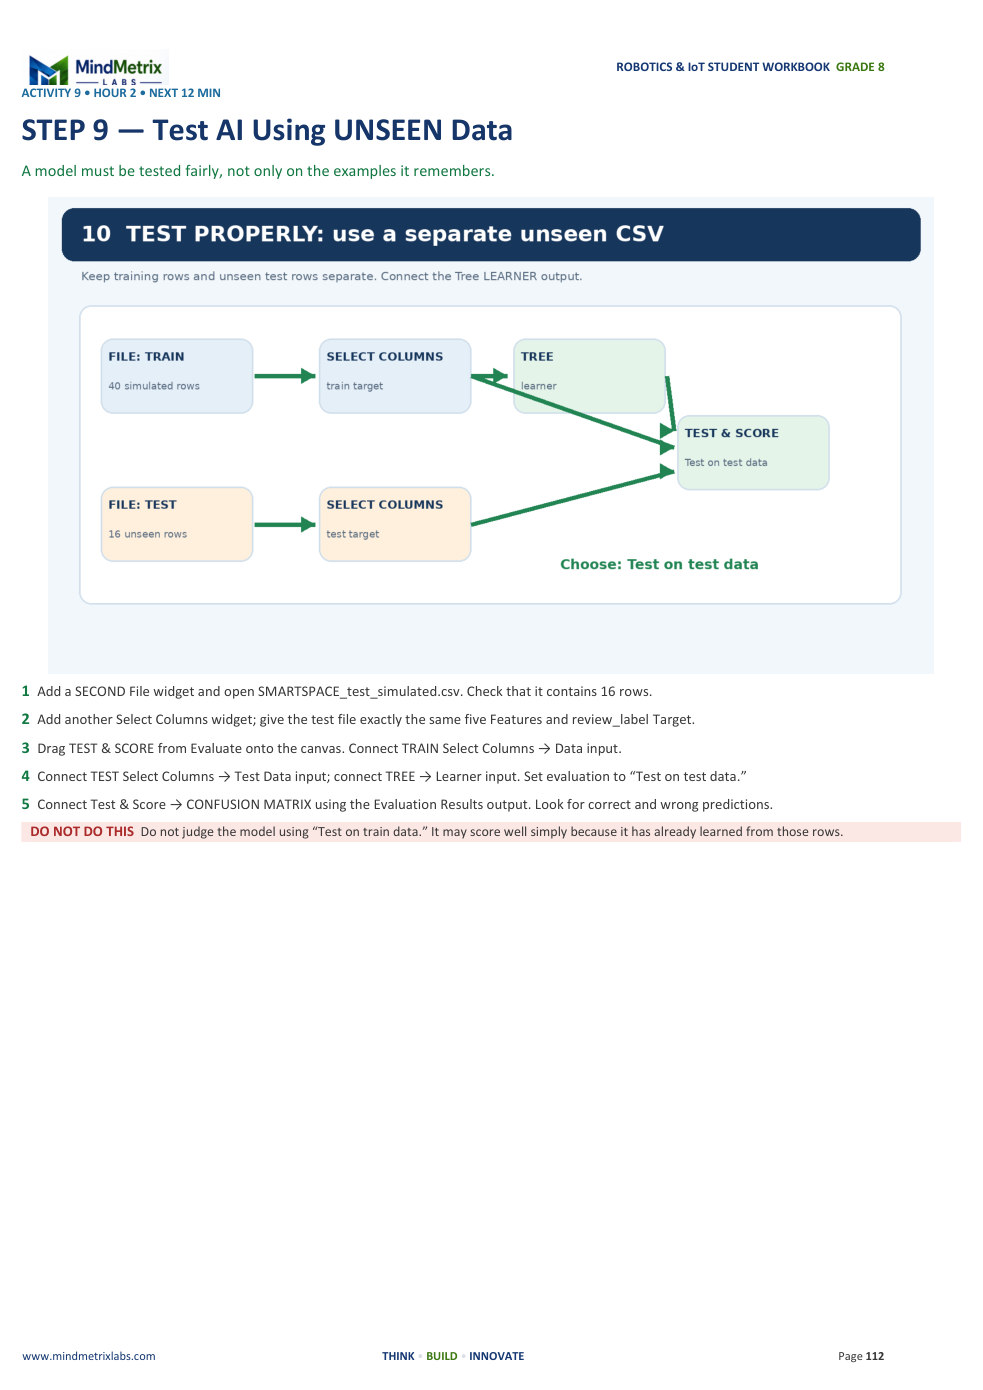 MindMetrix
LABS
ROBOTICS & IoT STUDENT WORKBOOK GRADE 8
ACTIVITY 9 • HOUR 2 • NEXT 12 MIN
STEP 9 — Test AI Using UNSEEN Data
A model must be tested fairly, not only on the examples it remembers.
10 TEST PROPERLY: use a separate unseen CSV
Keep training rows and unseen test rows separate. Connect the Tree LEARNER output.
FILE: TRAIN
40 simulated rows
SELECT COLUMNS
train target
TREE
learner
TEST & SCORE
Test on test data
FILE: TEST
16 unseen rows
SELECT COLUMNS
test target
Choose: Test on test data
1 Add a SECOND File widget and open SMARTSPACE_test_simulated.csv. Check that it contains 16 rows.
2 Add another Select Columns widget; give the test file exactly the same five Features and review_label Target.
3 Drag TEST & SCORE from Evaluate onto the canvas. Connect TRAIN Select Columns → Data input.
4 Connect TEST Select Columns → Test Data input; connect TREE → Learner input. Set evaluation to “Test on test data.”
5 Connect Test & Score → CONFUSION MATRIX using the Evaluation Results output. Look for correct and wrong predictions.
DO NOT DO THIS Do not judge the model using “Test on train data.” It may score well simply because it has already learned from those rows.
www.mindmetrixlabs.com
THINK • BUILD • INNOVATE
Page 112